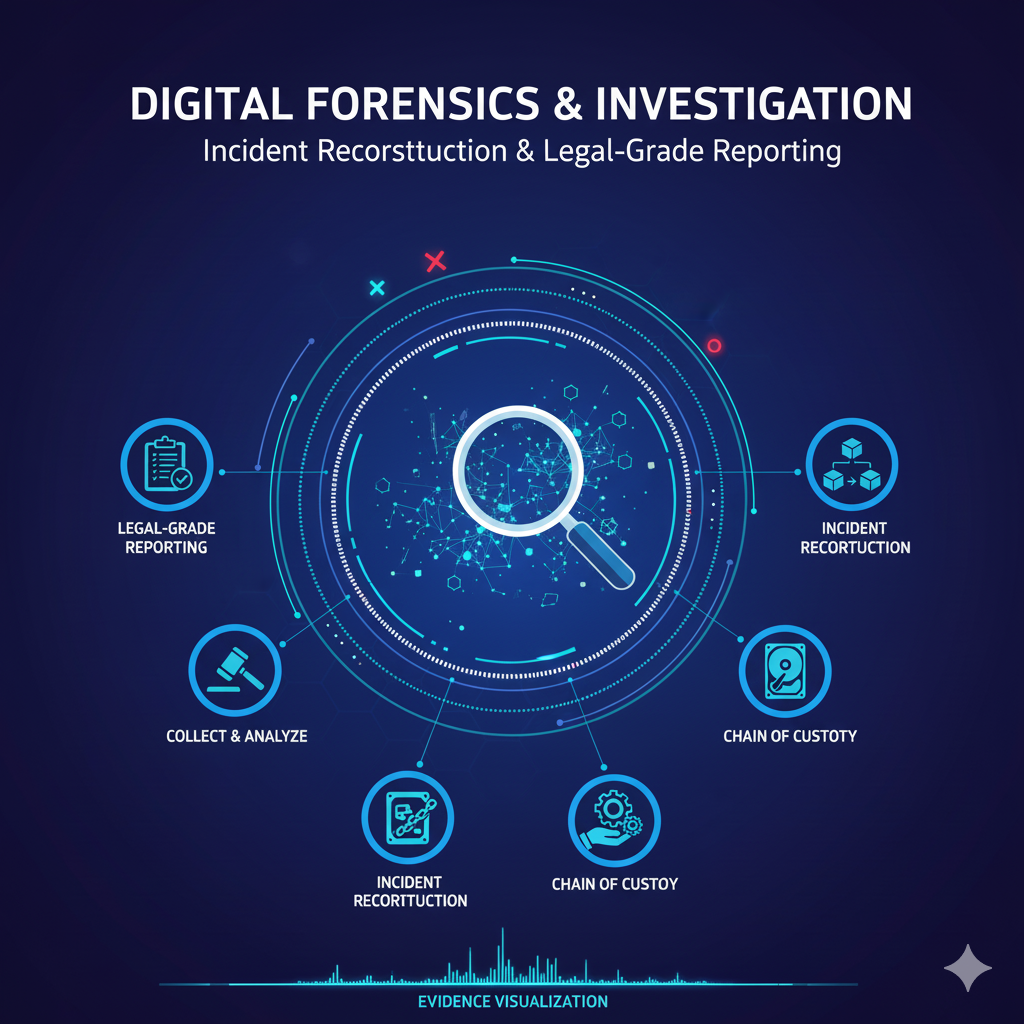 DIGITAL FORENSICS & INVESTIGATION
Incident Recorsttuction & Legal-Grade Reporting
LEGAL-GRADE
REPORTING
INCIDENT
RECORTUCTION
COLLECT & ANALYZE
CHAIN OF CUSTOTY
INCIDENT
RECORTTUCTION
CHAIN OF CUSTOY
EVIDENCE VISUALIZATION